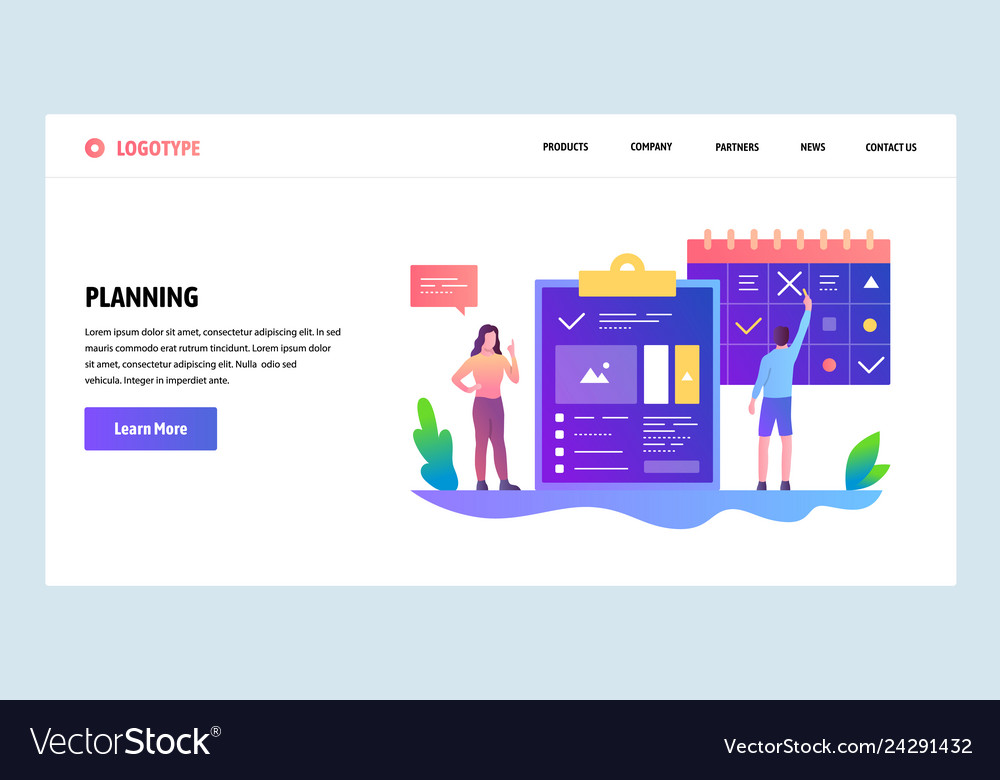 LOGOTYPE
PRODUCTS
COMPANY
PARTNERS
NEWS
CONTACT US
PLANNING
Lorem ipsum dolor sit amet, consectetur adipiscing elit. In sed
mauris commodo erat rutrum tincidunt. Lorem ipsum dolor
sit amet, consectetur adipiscing elit. Nulla odio sed
vehicula. Integer in imperdiet ante.
Learn More
VectorStock®
VectorStock.com/24291432